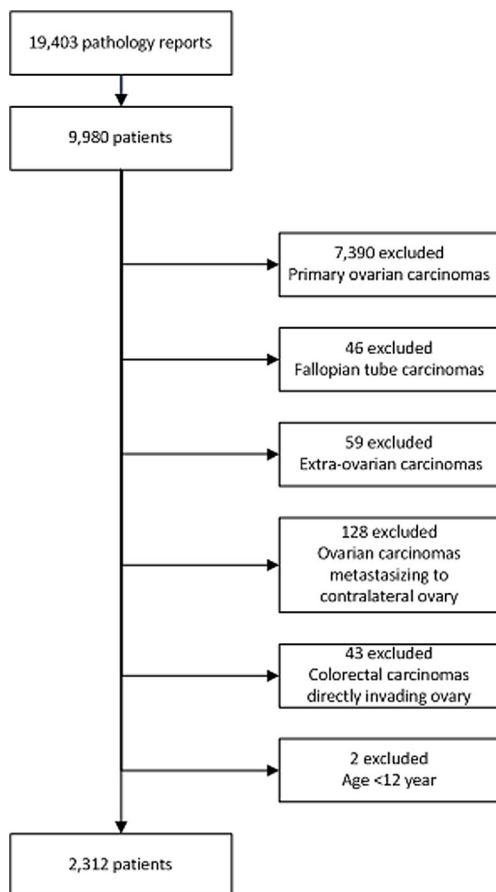 19,403 pathology reports
9,980 patients
7,390 excluded
Primary ovarian carcinomas
46 excluded
Fallopian tube carcinomas
59 excluded
Extra-ovarian carcinomas
128 excluded
Ovarian carcinomas
metastasizing to
contralateral ovary
43 excluded
Colorectal carcinomas
directly invading ovary
2 excluded
Age <12 year
2,312 patients